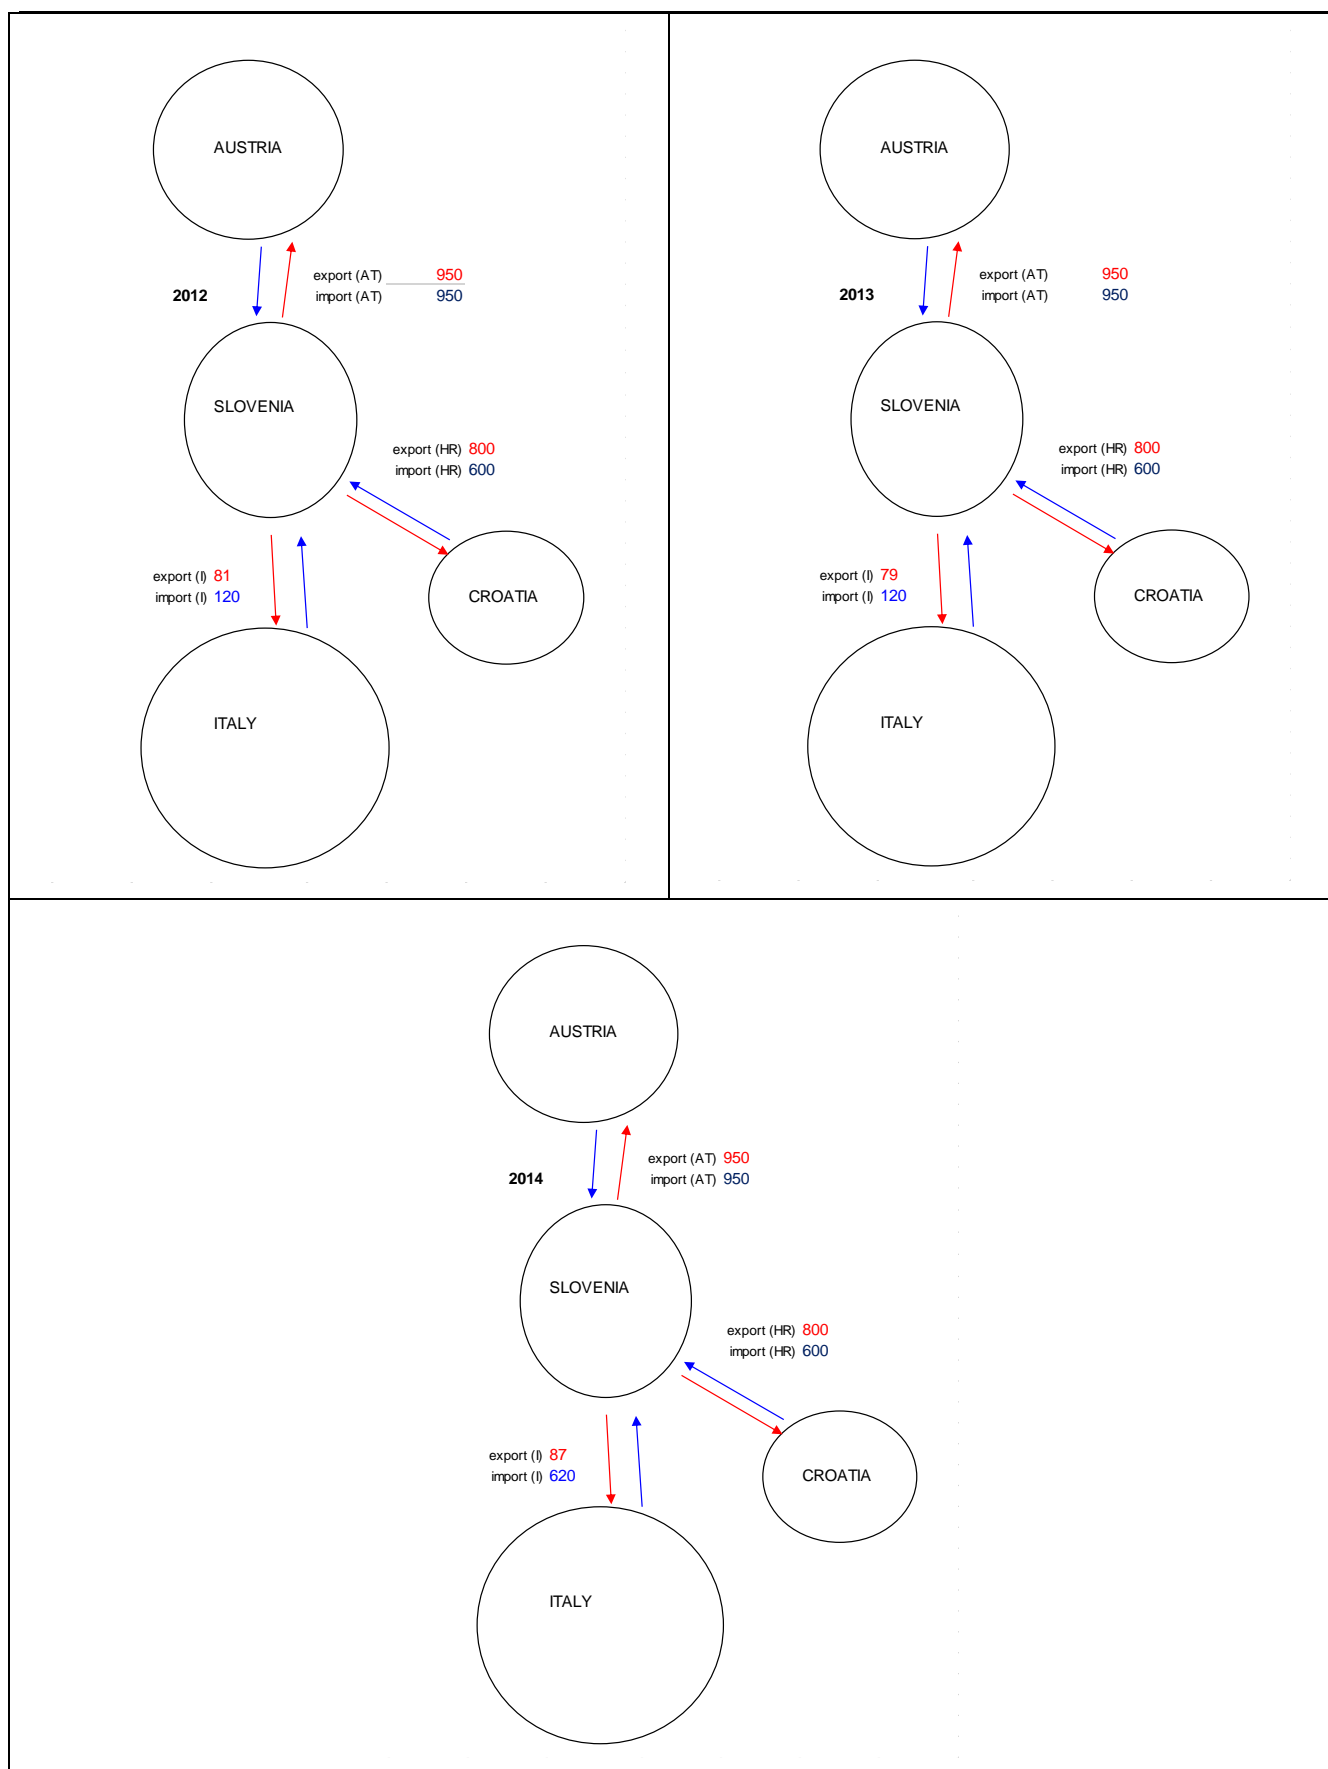 AUSTRIA
export (AT) 950
2012 import (AT) 950
SLOVENIA
export (HR) 800
import (HR) 600
export (I) 81
import (I) 120
CROATIA
ITALY
AUSTRIA
export (AT) 950
2013 import (AT) 950
SLOVENIA
export (HR) 800
import (HR) 600
export (I) 79
import (I) 120
CROATIA
ITALY
AUSTRIA
export (AT) 950
2014 import (AT) 950
SLOVENIA
export (HR) 800
import (HR) 600
export (I) 87
import (I) 620
CROATIA
ITALY